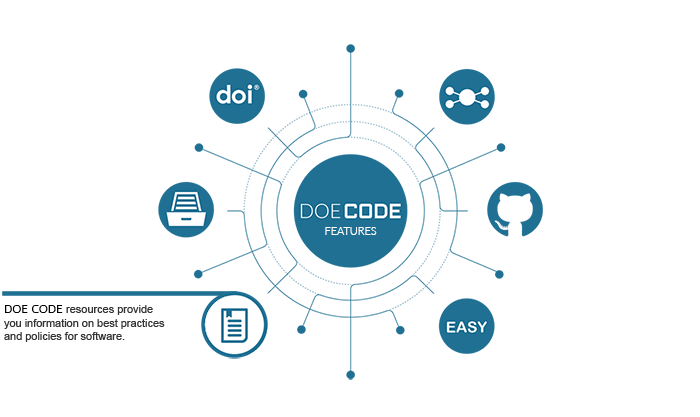 doi®
DOE CODE
FEATURES
DOE CODE resources provide
you information on best practices
and policies for software.
EASY